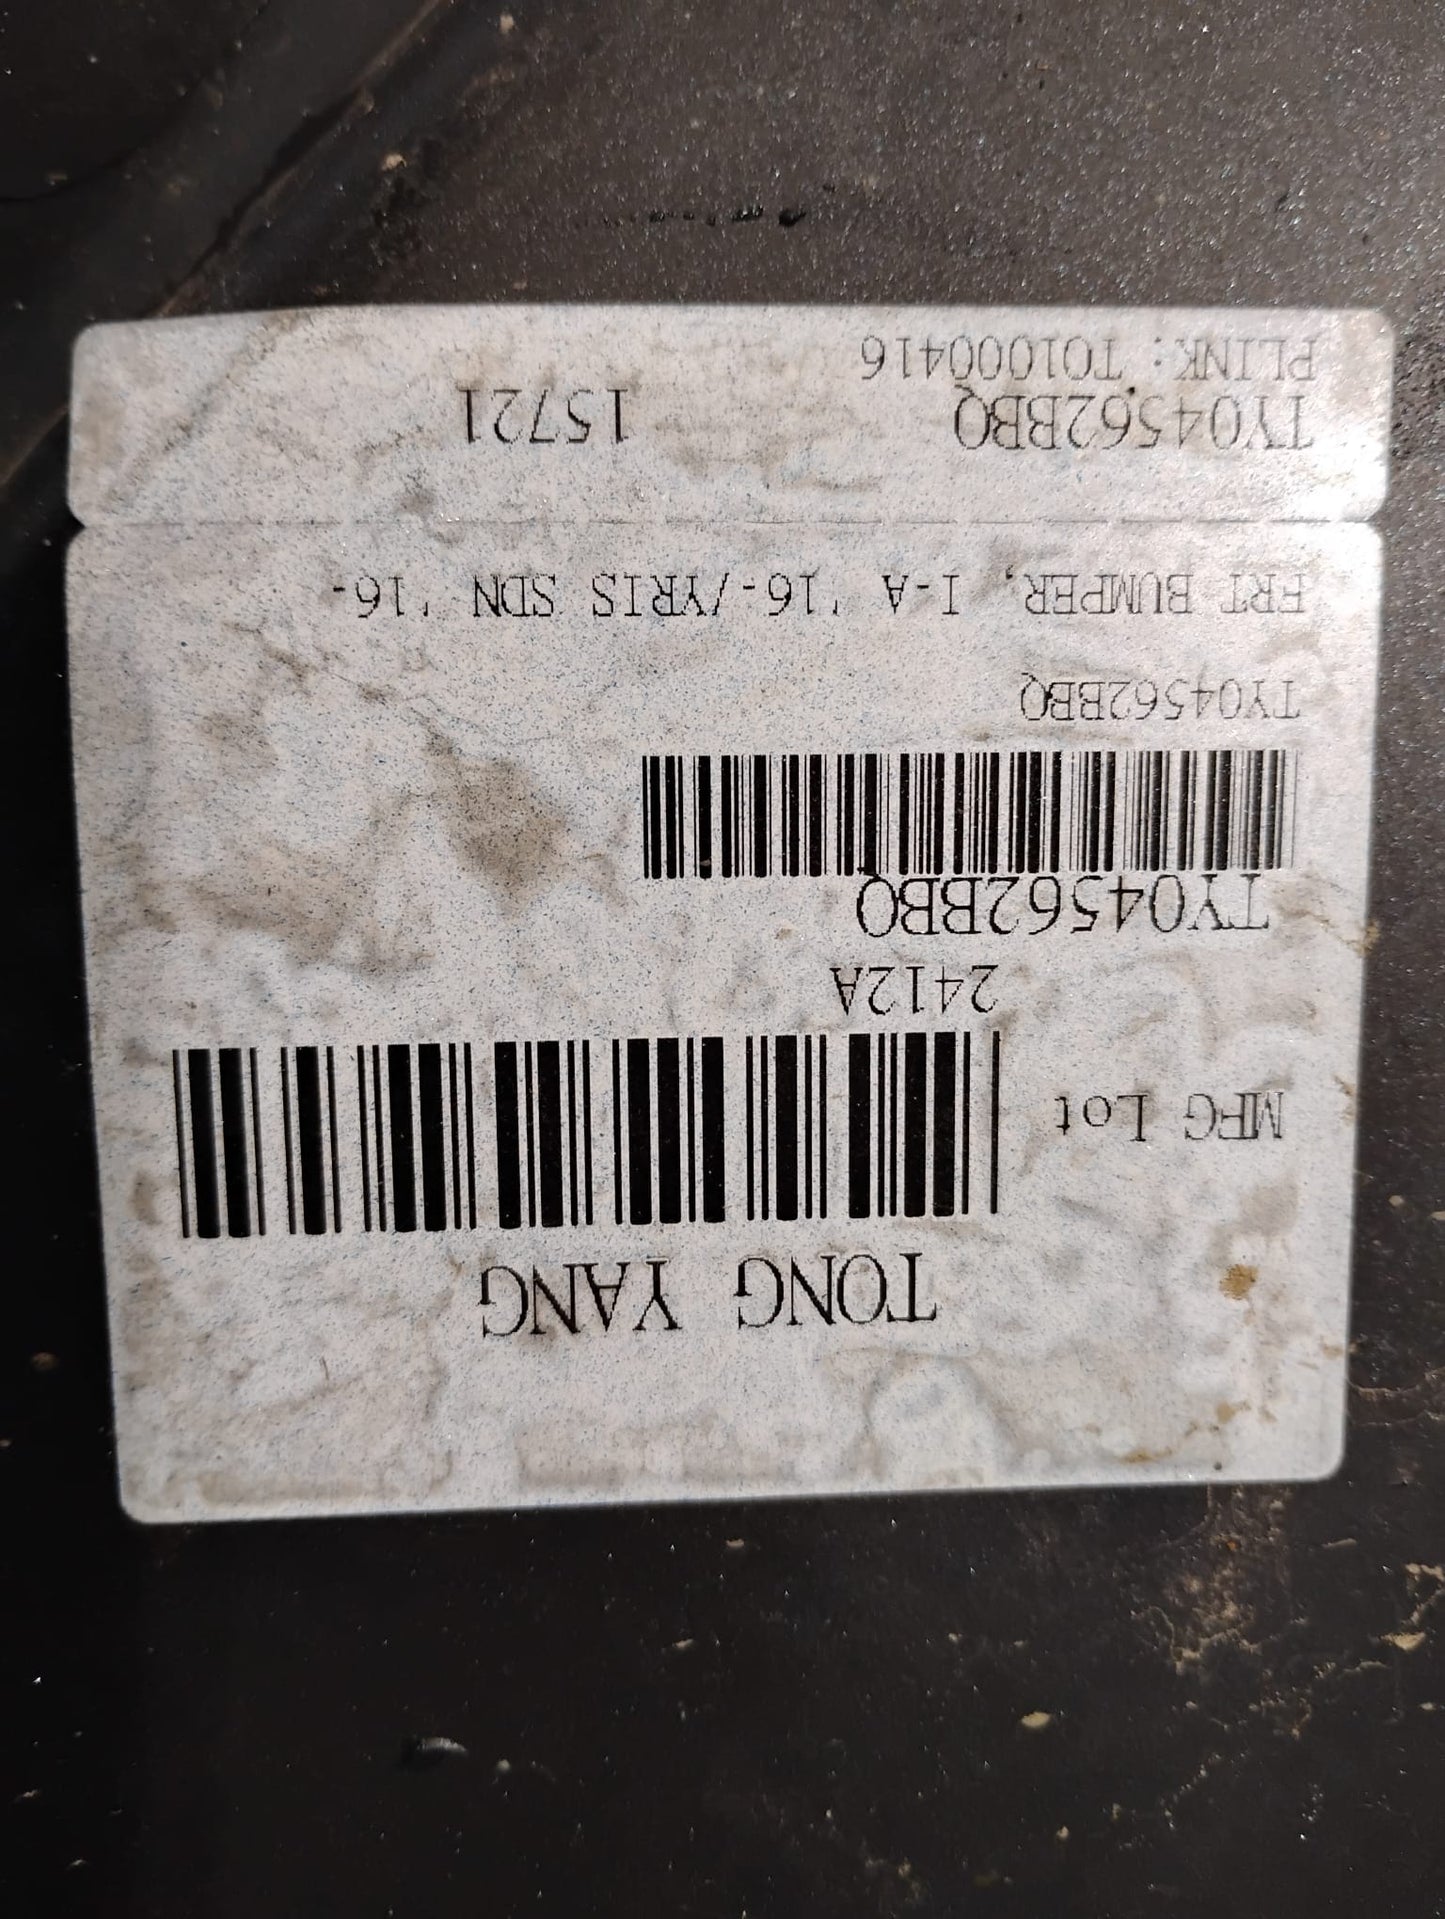 TONG YANG
MFG Lot
2412A
TY04562BBQ
TY04562BBQ
FRT BUMPER, I-A '16-/YRIS SDN '16-
TY04562BBQ 15721
PLINK: TO1000416